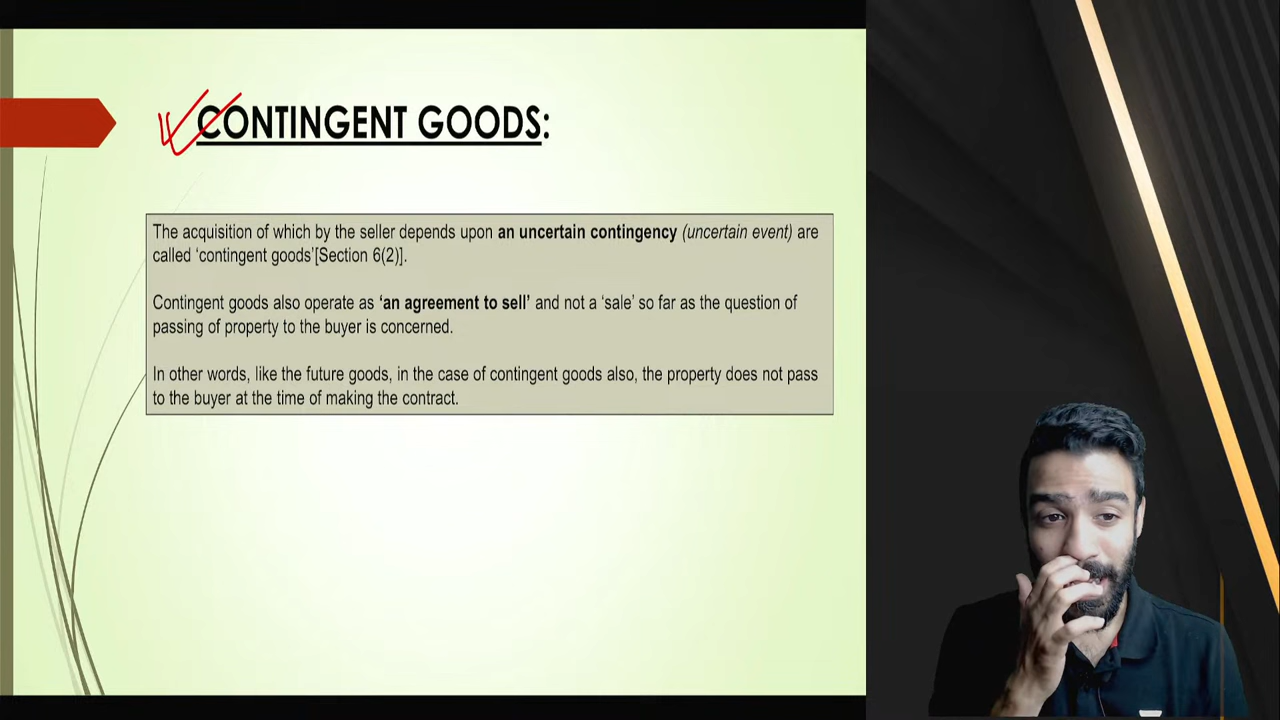 CONTINGENT GOODS:
The acquisition of which by the seller depends upon an uncertain contingency (uncertain event) are
called ‘contingent goods’[Section 6(2)].
Contingent goods also operate as ‘an agreement to sell’ and not a ‘sale’ so far as the question of
passing of property to the buyer is concerned.
In other words, like the future goods, in the case of contingent goods also, the property does not pass
to the buyer at the time of making the contract.